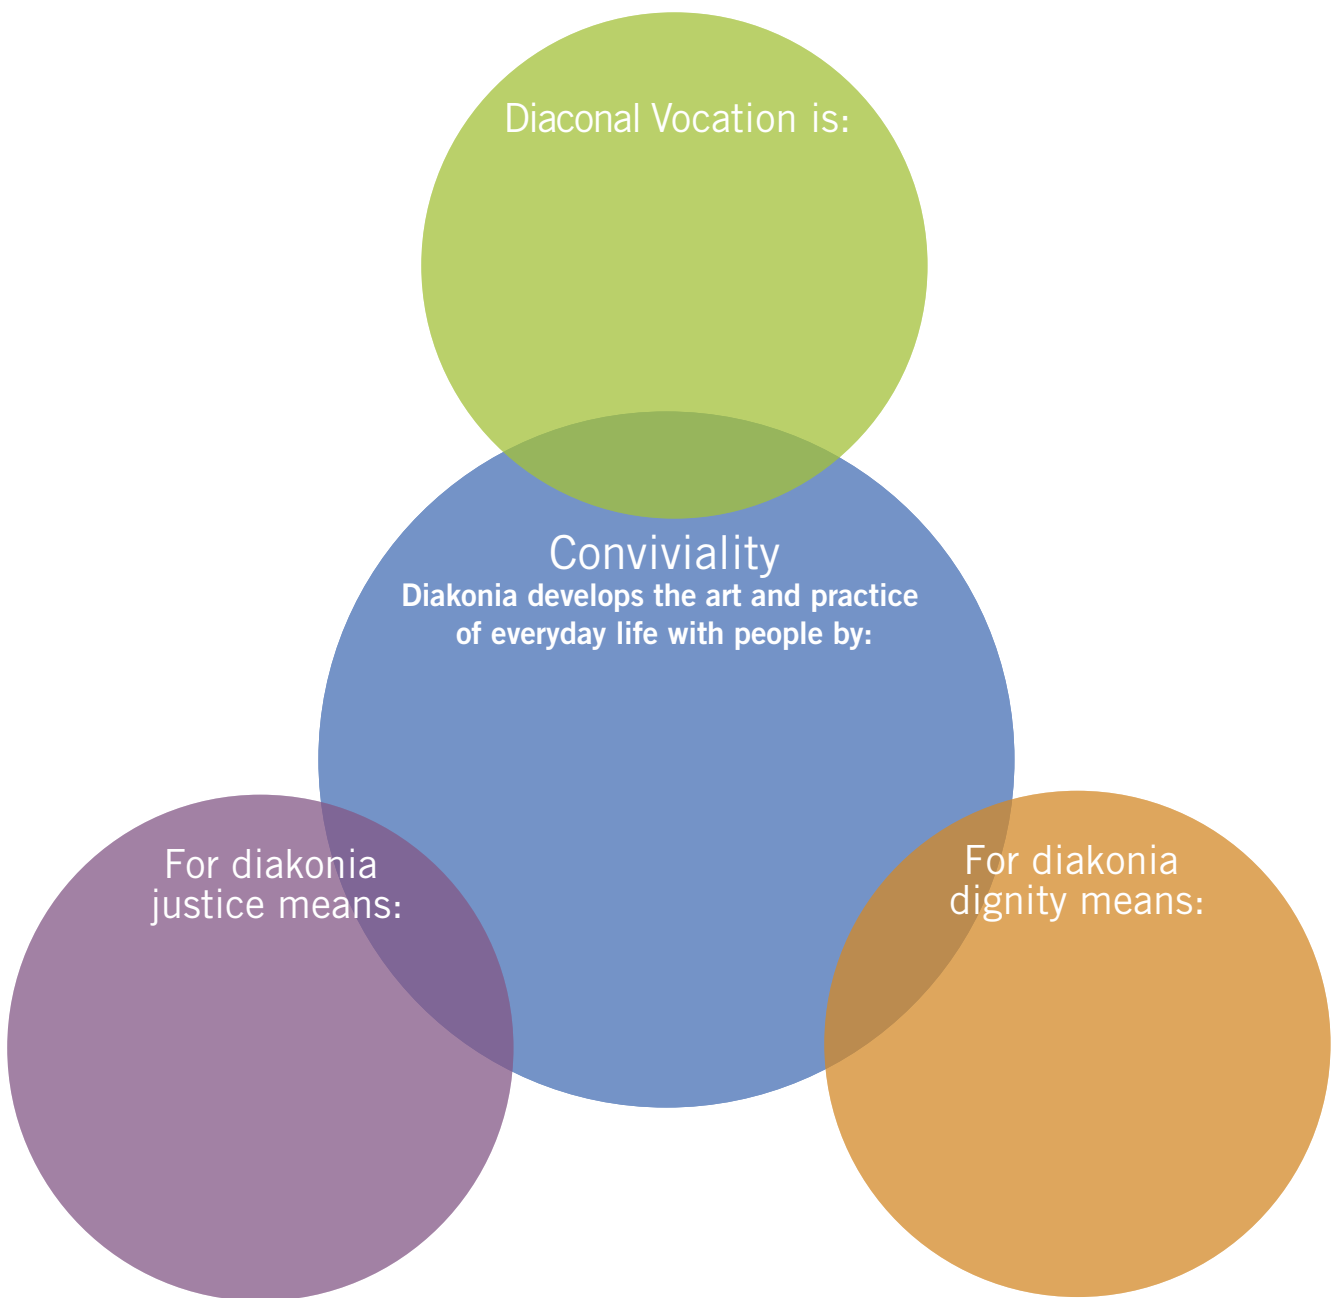 Diaconal Vocation is:
Conviviality
Diakonia develops the art and practice
of everyday life with people by:
For diakonia
justice means:
For diakonia
dignity means: